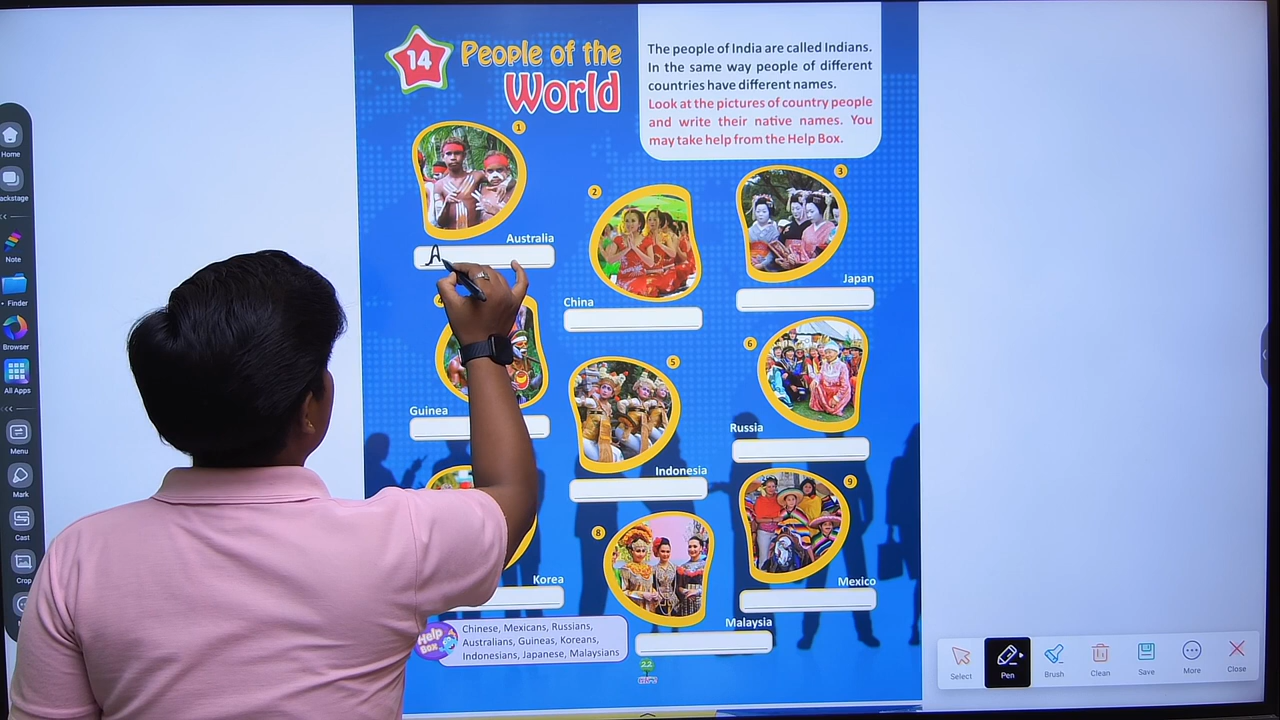 14
People of the
World
The people of India are called Indians.
In the same way people of different
countries have different names.
Look at the pictures of country people
and write their native names. You
may take help from the Help Box.
1
Australia
A
2
China
3
Japan
4
Guinea
5
Indonesia
6
Russia
Korea
8
Malaysia
9
Mexico
Help
Box
Chinese, Mexicans, Russians,
Australians, Guineas, Koreans,
Indonesians, Japanese, Malaysians
22
Home
ackstage
Note
Finder
Browser
All Apps
Menu
Mark
Cast
Crop
Select
Pen
Brush
Clean
Save
More
Close